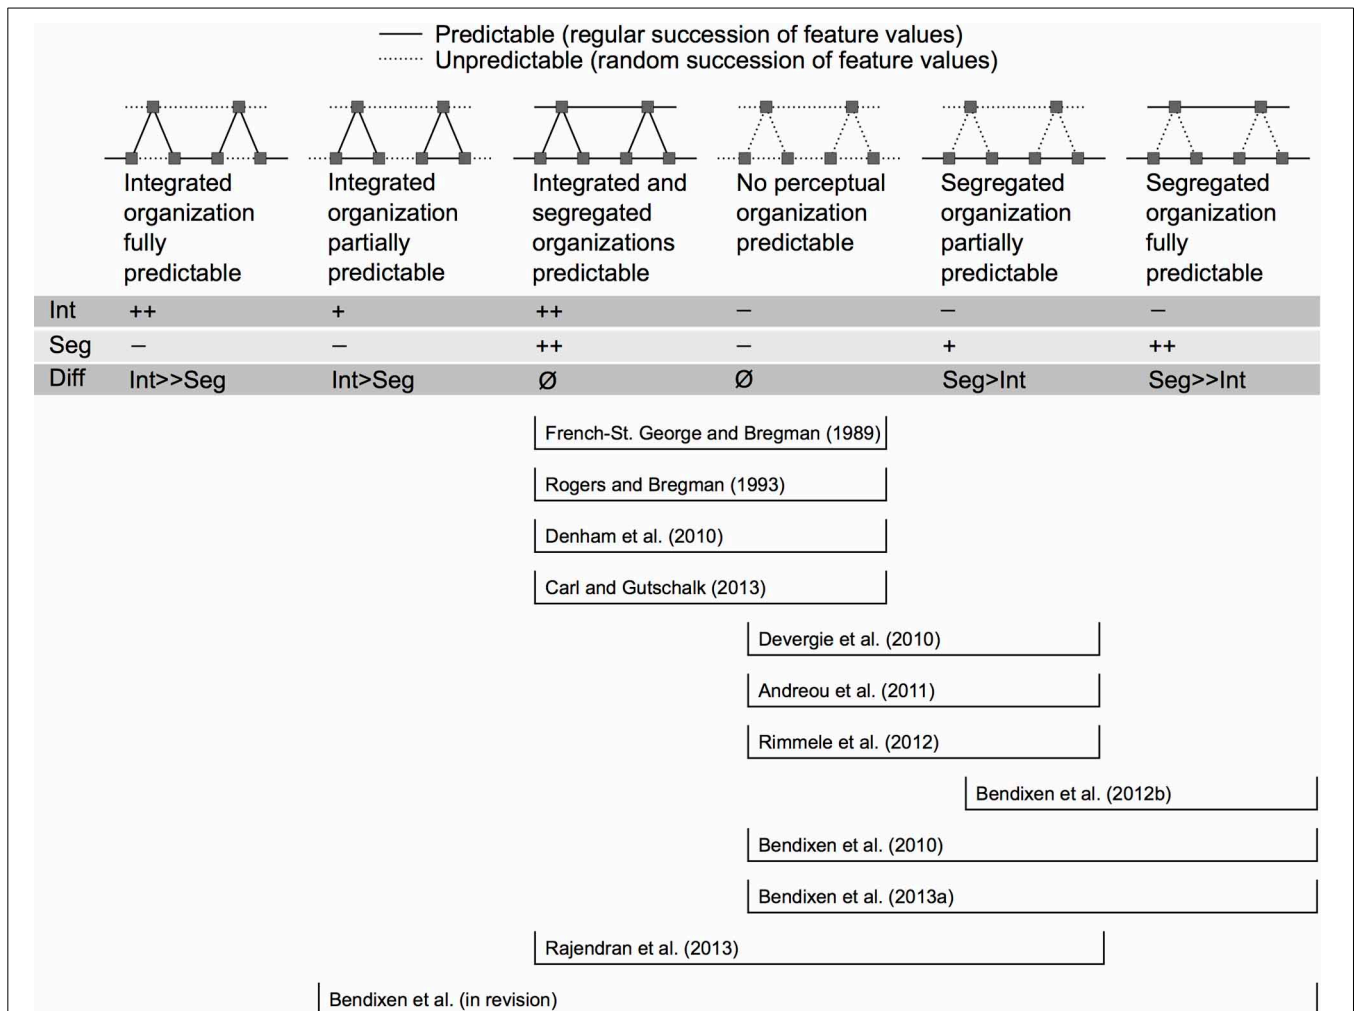 Predictable (regular succession of feature values)
Unpredictable (random succession of feature values)
Integrated organization fully predictable
Integrated organization partially predictable
Integrated and segregated organizations predictable
No perceptual organization predictable
Segregated organization partially predictable
Segregated organization fully predictable
Int ++ + ++ – – –
Seg – – ++ – + ++
Diff Int>>Seg Int>Seg Ø Ø Seg>Int Seg>>Int
French-St. George and Bregman (1989)
Rogers and Bregman (1993)
Denham et al. (2010)
Carl and Gutschalk (2013)
Devergie et al. (2010)
Andreou et al. (2011)
Rimmele et al. (2012)
Bendixen et al. (2012b)
Bendixen et al. (2010)
Bendixen et al. (2013a)
Rajendran et al. (2013)
Bendixen et al. (in revision)